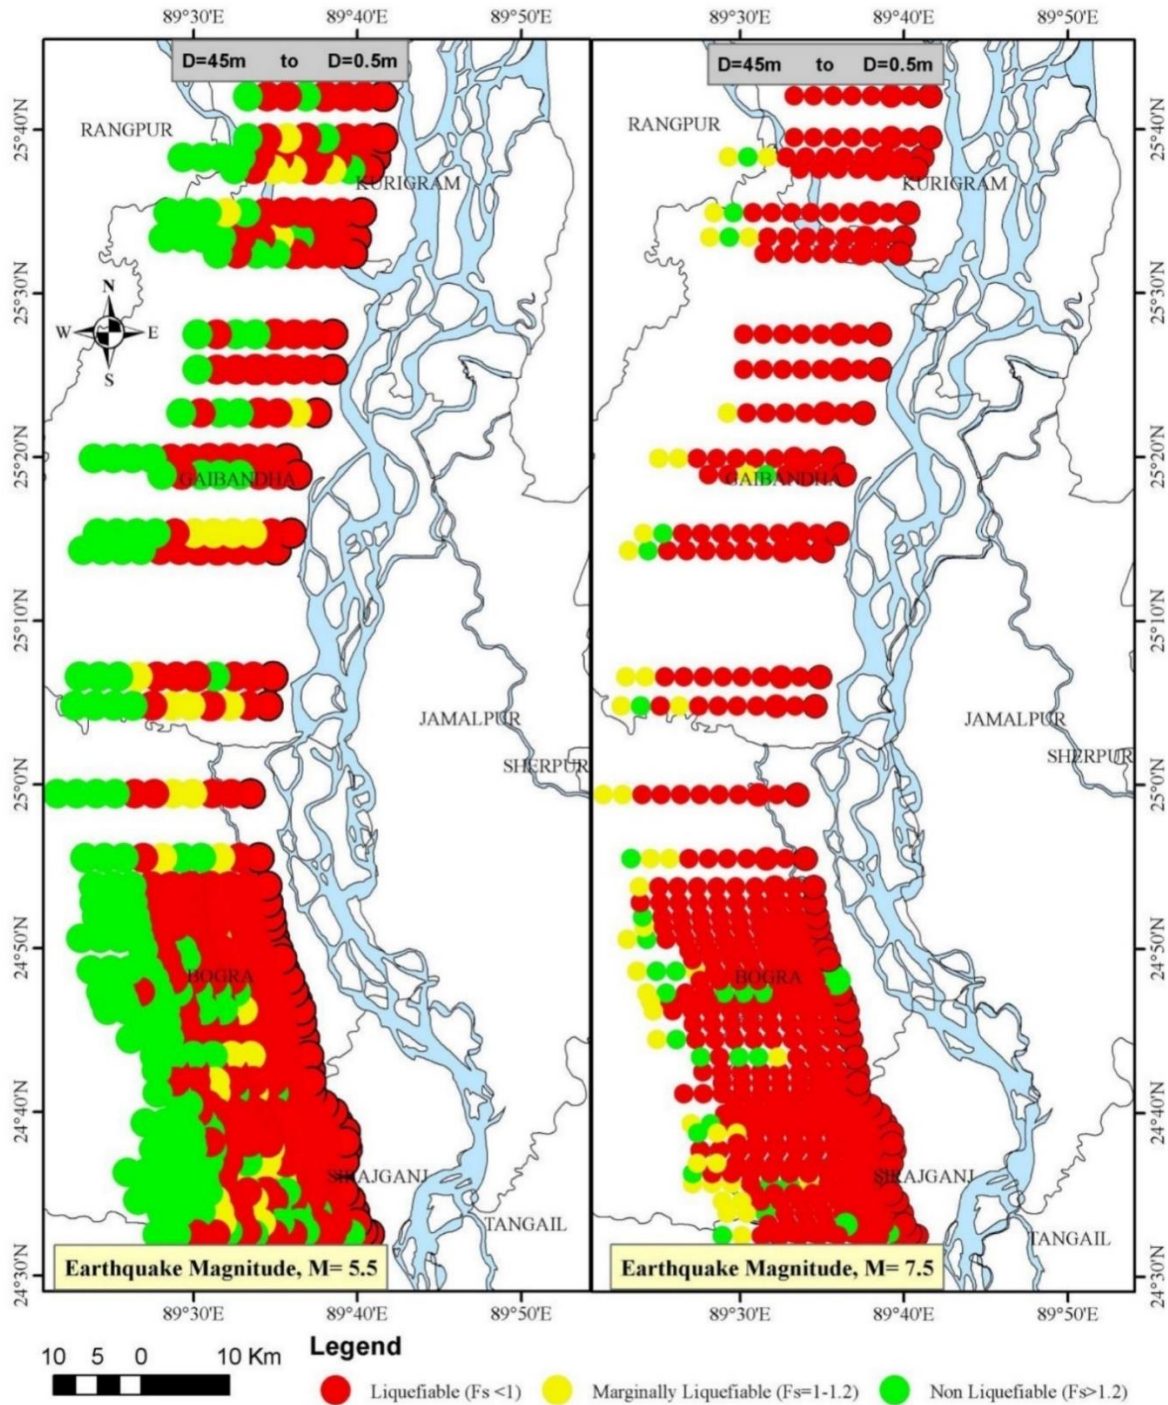 89°30'E 89°40'E 89°50'E 89°30'E 89°40'E 89°50'E
D=45m to D=0.5m D=45m to D=0.5m
25°40'N 25°40'N
RANGPUR RANGPUR
KURIGRAM KURIGRAM
25°30'N 25°30'N
N
W E
S
25°20'N 25°20'N
GAIBANDHA GAIBANDHA
25°10'N 25°10'N
JAMALPUR JAMALPUR
SHERPUR SHERPUR
25°0'N 25°0'N
24°50'N 24°50'N
BOGRA BOGRA
24°40'N 24°40'N
SIRAJGANJ SIRAJGANJ
TANGAIL TANGAIL
Earthquake Magnitude, M= 5.5 Earthquake Magnitude, M= 7.5
24°30'N 24°30'N
89°30'E 89°40'E 89°50'E 89°30'E 89°40'E 89°50'E
Legend
10 5 0 10 Km
Liquefiable (Fs <1) Marginally Liquefiable (Fs=1-1.2) Non Liquefiable (Fs>1.2)